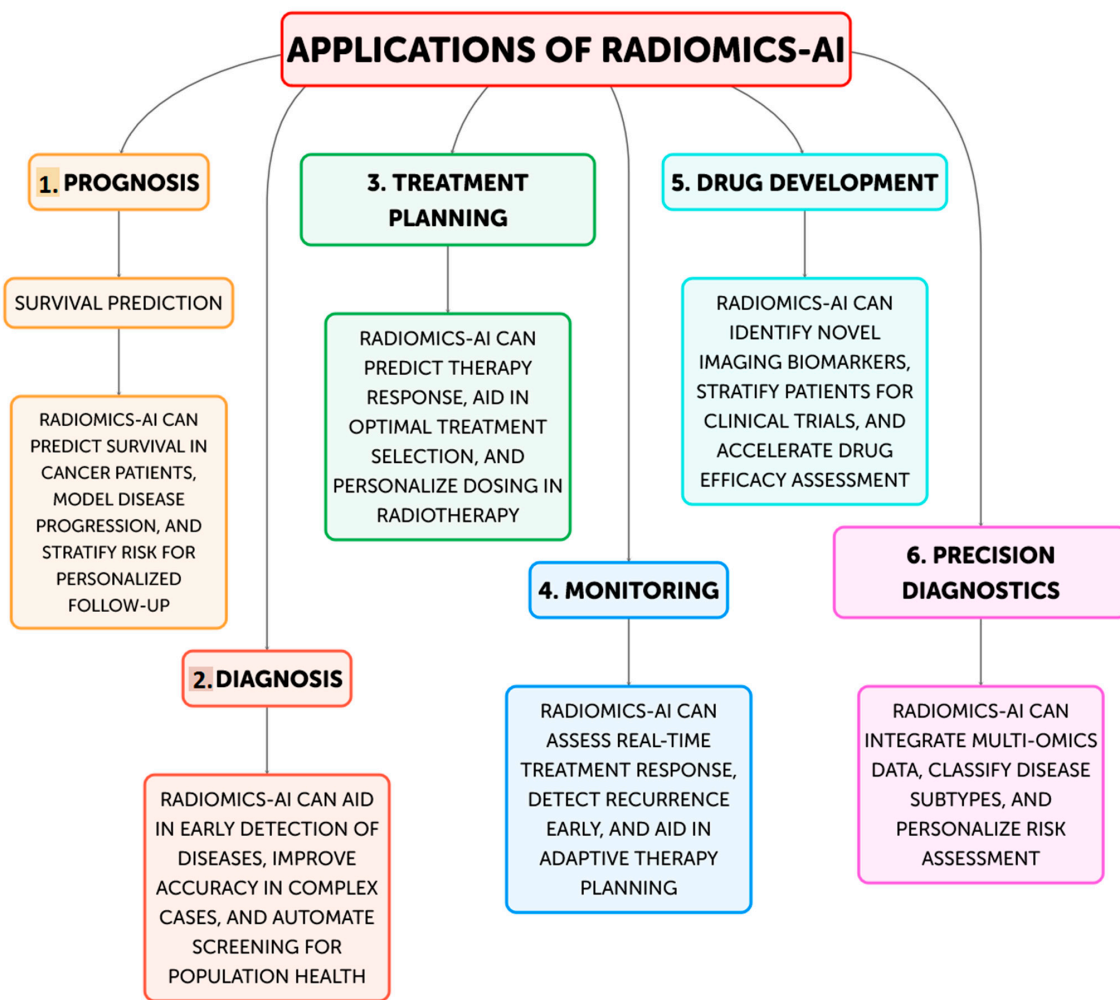 APPLICATIONS OF RADIOMICS-AI
1. PROGNOSIS
SURVIVAL PREDICTION
RADIOMICS-AI CAN
PREDICT SURVIVAL IN
CANCER PATIENTS,
MODEL DISEASE
PROGRESSION, AND
STRATIFY RISK FOR
PERSONALIZED
FOLLOW-UP
2. DIAGNOSIS
RADIOMICS-AI CAN AID
IN EARLY DETECTION OF
DISEASES, IMPROVE
ACCURACY IN COMPLEX
CASES, AND AUTOMATE
SCREENING FOR
POPULATION HEALTH
3. TREATMENT
PLANNING
RADIOMICS-AI CAN
PREDICT THERAPY
RESPONSE, AID IN
OPTIMAL TREATMENT
SELECTION, AND
PERSONALIZE DOSING IN
RADIOTHERAPY
4. MONITORING
RADIOMICS-AI CAN
ASSESS REAL-TIME
TREATMENT RESPONSE,
DETECT RECURRENCE
EARLY, AND AID IN
ADAPTIVE THERAPY
PLANNING
5. DRUG DEVELOPMENT
RADIOMICS-AI CAN
IDENTIFY NOVEL
IMAGING BIOMARKERS,
STRATIFY PATIENTS FOR
CLINICAL TRIALS, AND
ACCELERATE DRUG
EFFICACY ASSESSMENT
6. PRECISION
DIAGNOSTICS
RADIOMICS-AI CAN
INTEGRATE MULTI-OMICS
DATA, CLASSIFY DISEASE
SUBTYPES, AND
PERSONALIZE RISK
ASSESSMENT